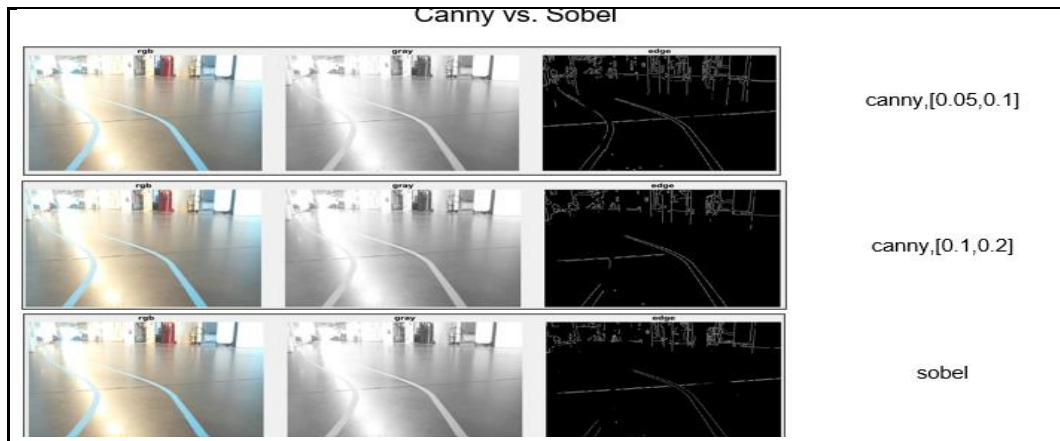 Canny vs. Sobel
rgb gray edge
canny,[0.05,0.1]
rgb gray edge
canny,[0.1,0.2]
rgb gray edge
sobel